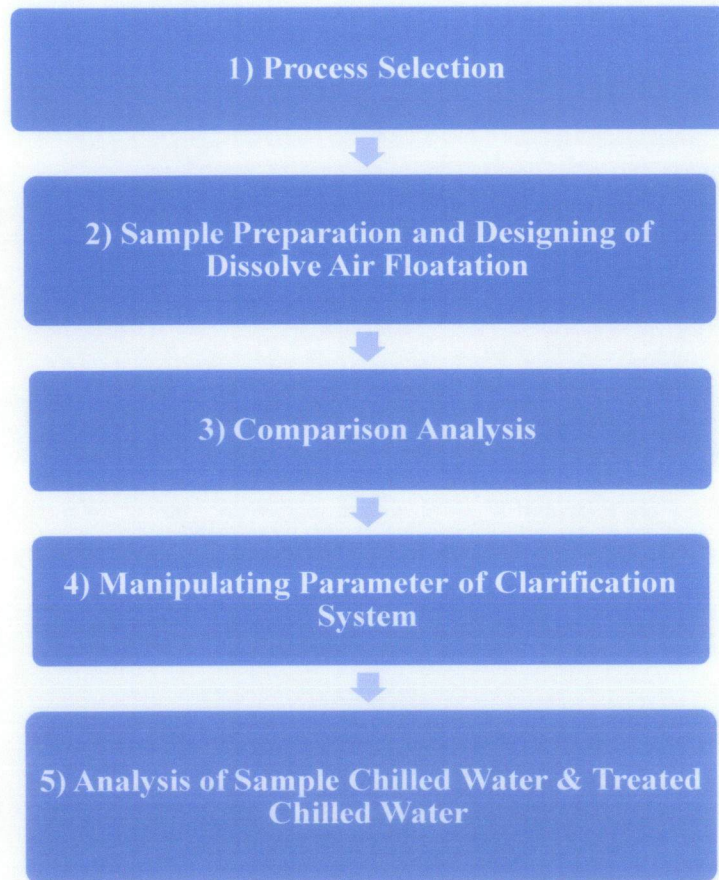 1) Process Selection
2) Sample Preparation and Designing of
Dissolve Air Floatation
3) Comparison Analysis
4) Manipulating Parameter of Clarification
System
5) Analysis of Sample Chilled Water & Treated
Chilled Water